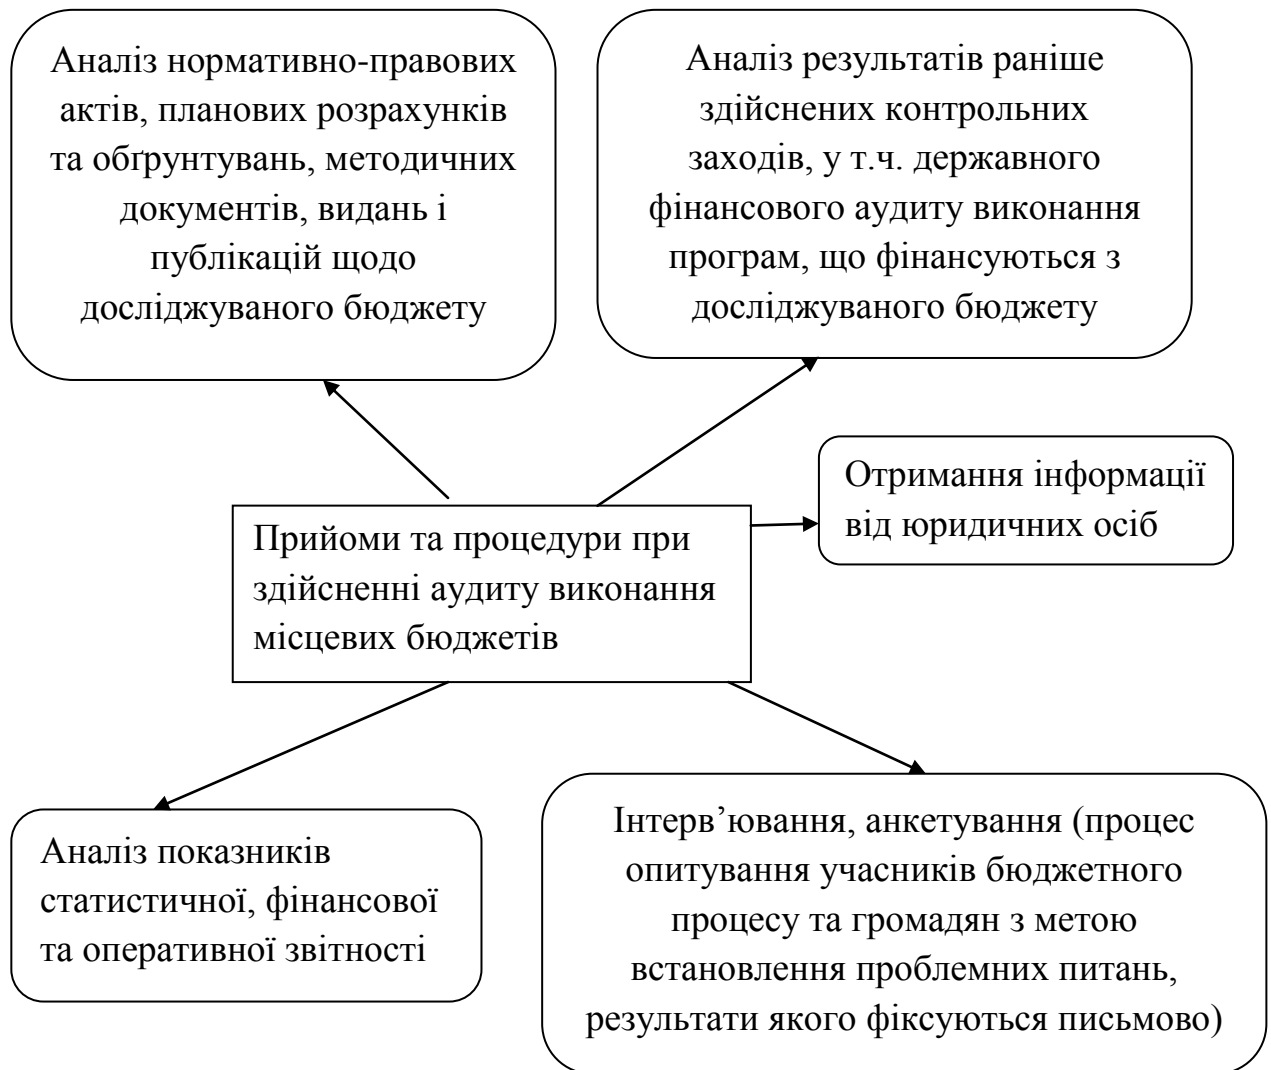 Аналіз нормативно-правових
актів, планових розрахунків
та обґрунтувань, методичних
документів, видань і
публікацій щодо
досліджуваного бюджету
Аналіз результатів раніше
здійснених контрольних
заходів, у т.ч. державного
фінансового аудиту виконання
програм, що фінансуються з
досліджуваного бюджету
Отримання інформації
від юридичних осіб
Прийоми та процедури при
здійсненні аудиту виконання
місцевих бюджетів
Аналіз показників
статистичної, фінансової
та оперативної звітності
Інтерв’ювання, анкетування (процес
опитування учасників бюджетного
процесу та громадян з метою
встановлення проблемних питань,
результати якого фіксуються письмово)